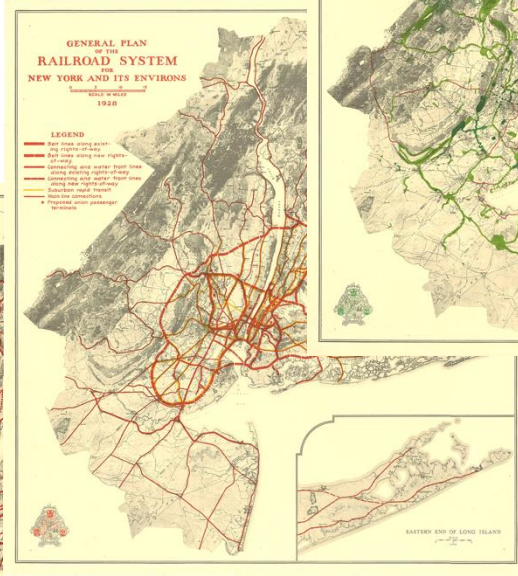 GENERAL PLAN
OF THE
RAILROAD SYSTEM
FOR
NEW YORK AND ITS ENVIRONS
SCALE IN MILES
1928
LEGEND
Belt lines along exist-
ing rights-of-way
Belt lines along new rights-
of-way
Connecting and water front lines
along existing rights-of-way
Connecting and water front lines
along new rights-of-way
Suburban rapid transit
Main line connections
Proposed union passenger
terminals
EASTERN END OF LONG ISLAND